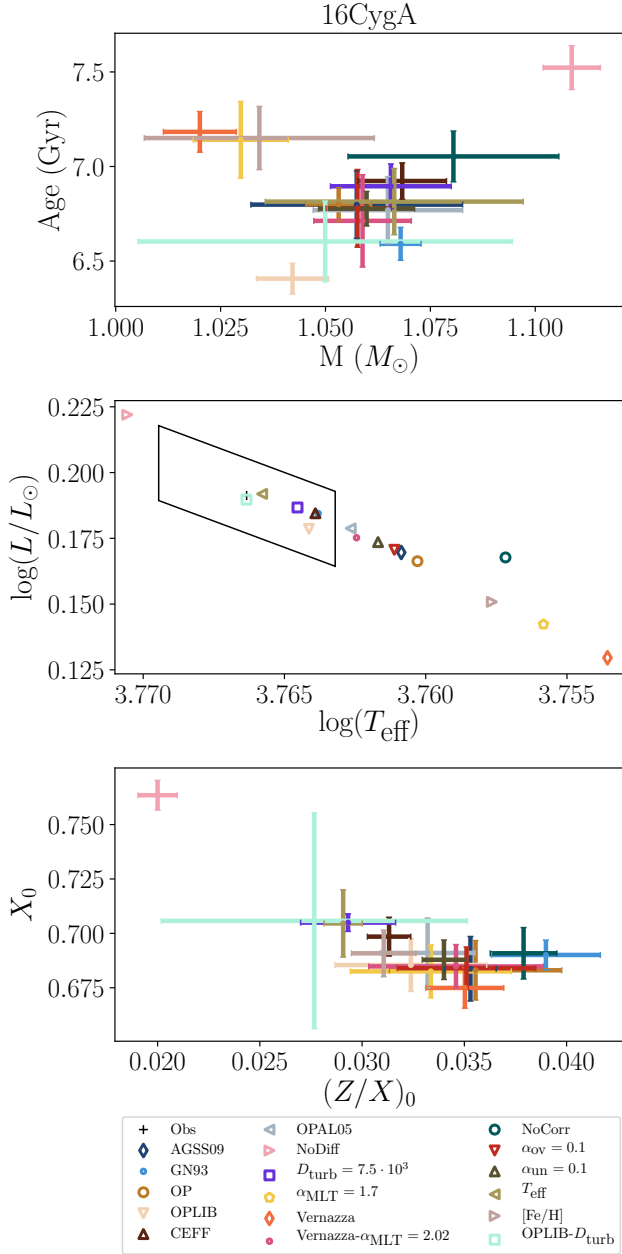 16CygA
7.5
7.0
6.5
Age (Gyr)
1.000 1.025 1.050 1.075 1.100
M (M⊙)
0.225
0.200
0.175
0.150
0.125
log(L/L⊙)
3.770 3.765 3.760 3.755
log(Teff)
0.750
0.725
0.700
0.675
X0
0.020 0.025 0.030 0.035 0.040
(Z/X)0
Obs
AGSS09
GN93
OP
OPLIB
CEFF
OPAL05
NoDiff
Dturb = 7.5 · 10³
αMLT = 1.7
Vernazza
Vernazza-αMLT = 2.02
NoCorr
αov = 0.1
αun = 0.1
Teff
[Fe/H]
OPLIB-Dturb